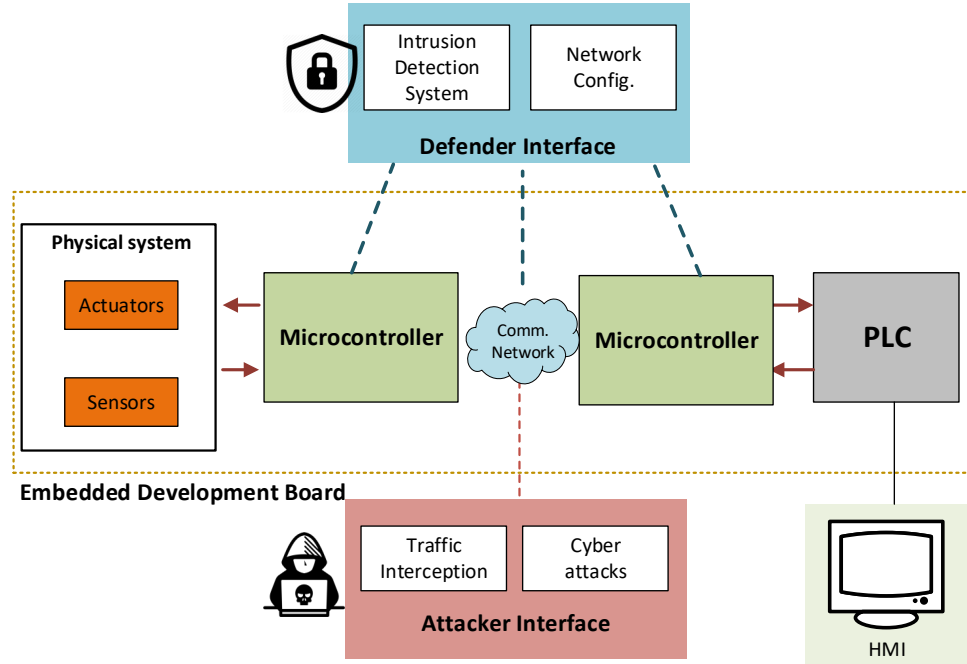 Intrusion
Detection
System
Network
Config.
Defender Interface
Physical system
Actuators
Sensors
Microcontroller
Comm.
Network
Microcontroller
PLC
Embedded Development Board
Traffic
Interception
Cyber
attacks
Attacker Interface
HMI